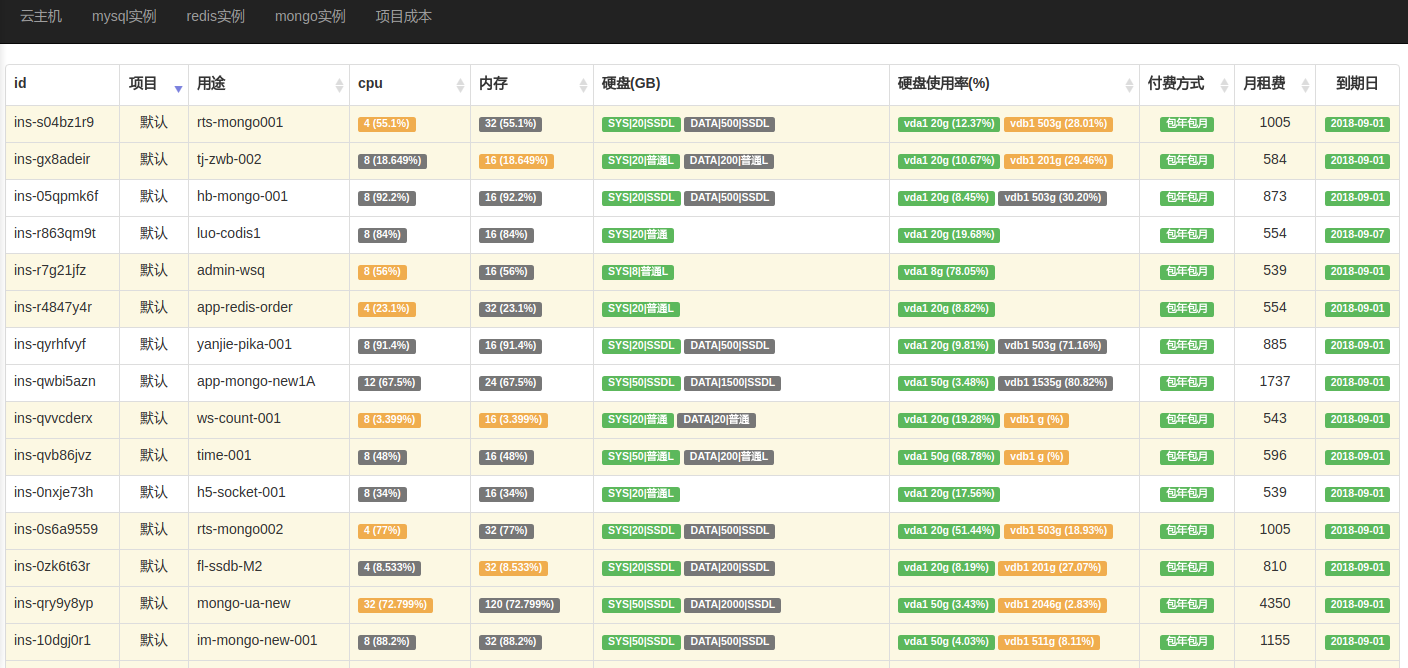 云主机 mysql实例 redis实例 mongo实例 项目成本
id 项目 用途 cpu 内存 硬盘(GB) 硬盘使用率(%) 付费方式 月租费 到期日
ins-s04bz1r9 默认 rts-mongo001 4 (55.1%) 32 (55.1%) SYS|20|SSDL DATA|500|SSDL vda1 20g (12.37%) vdb1 503g (28.01%) 包年包月 1005 2018-09-01
ins-gx8adeir 默认 tj-zwb-002 8 (18.649%) 16 (18.649%) SYS|20|普通L DATA|200|普通L vda1 20g (10.67%) vdb1 201g (29.46%) 包年包月 584 2018-09-01
ins-05qpmk6f 默认 hb-mongo-001 8 (92.2%) 16 (92.2%) SYS|20|SSDL DATA|500|SSDL vda1 20g (8.45%) vdb1 503g (30.20%) 包年包月 873 2018-09-01
ins-r863qm9t 默认 luo-codis1 8 (84%) 16 (84%) SYS|20|普通 vda1 20g (19.68%) 包年包月 554 2018-09-07
ins-r7g21jfz 默认 admin-wsq 8 (56%) 16 (56%) SYS|8|普通L vda1 8g (78.05%) 包年包月 539 2018-09-01
ins-r4847y4r 默认 app-redis-order 4 (23.1%) 32 (23.1%) SYS|20|SSDL vda1 20g (8.82%) 包年包月 554 2018-09-01
ins-qyrhfvyf 默认 yanjie-pika-001 8 (91.4%) 16 (91.4%) SYS|20|SSDL DATA|500|SSDL vda1 20g (9.81%) vdb1 503g (71.16%) 包年包月 885 2018-09-01
ins-qwbi5azn 默认 app-mongo-new1A 12 (67.5%) 24 (67.5%) SYS|50|SSDL DATA|1500|SSDL vda1 50g (3.48%) vdb1 1535g (80.82%) 包年包月 1737 2018-09-01
ins-qvvcderx 默认 ws-count-001 8 (3.399%) 16 (3.399%) SYS|20|普通 DATA|20|普通 vda1 20g (19.28%) vdb1 g (%) 包年包月 543 2018-09-01
ins-qvb86jvz 默认 time-001 8 (48%) 16 (48%) SYS|50|普通L DATA|200|普通L vda1 50g (68.78%) vdb1 g (%) 包年包月 596 2018-09-01
ins-0nxje73h 默认 h5-socket-001 8 (34%) 16 (34%) SYS|20|普通L vda1 20g (17.56%) 包年包月 539 2018-09-01
ins-0s6a9559 默认 rts-mongo002 4 (77%) 32 (77%) SYS|20|SSDL DATA|500|SSDL vda1 20g (51.44%) vdb1 503g (18.93%) 包年包月 1005 2018-09-01
ins-0zk6t63r 默认 fl-ssdb-M2 4 (8.533%) 32 (8.533%) SYS|20|SSDL DATA|200|SSDL vda1 20g (8.19%) vdb1 201g (27.07%) 包年包月 810 2018-09-01
ins-qry9y8yp 默认 mongo-ua-new 32 (72.799%) 120 (72.799%) SYS|50|SSDL DATA|2000|SSDL vda1 50g (3.43%) vdb1 2046g (2.83%) 包年包月 4350 2018-09-01
ins-10dgj0r1 默认 im-mongo-new-001 8 (88.2%) 32 (88.2%) SYS|50|SSDL DATA|500|SSDL vda1 50g (4.03%) vdb1 511g (8.11%) 包年包月 1155 2018-09-01